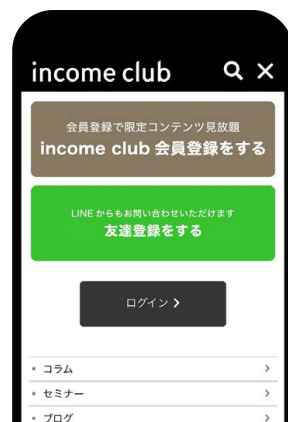 income club
会員登録で限定コンテンツ見放題
income club 会員登録をする
LINE からもお問い合わせいただけます
友達登録をする
ログイン
コラム
セミナー
ブログ